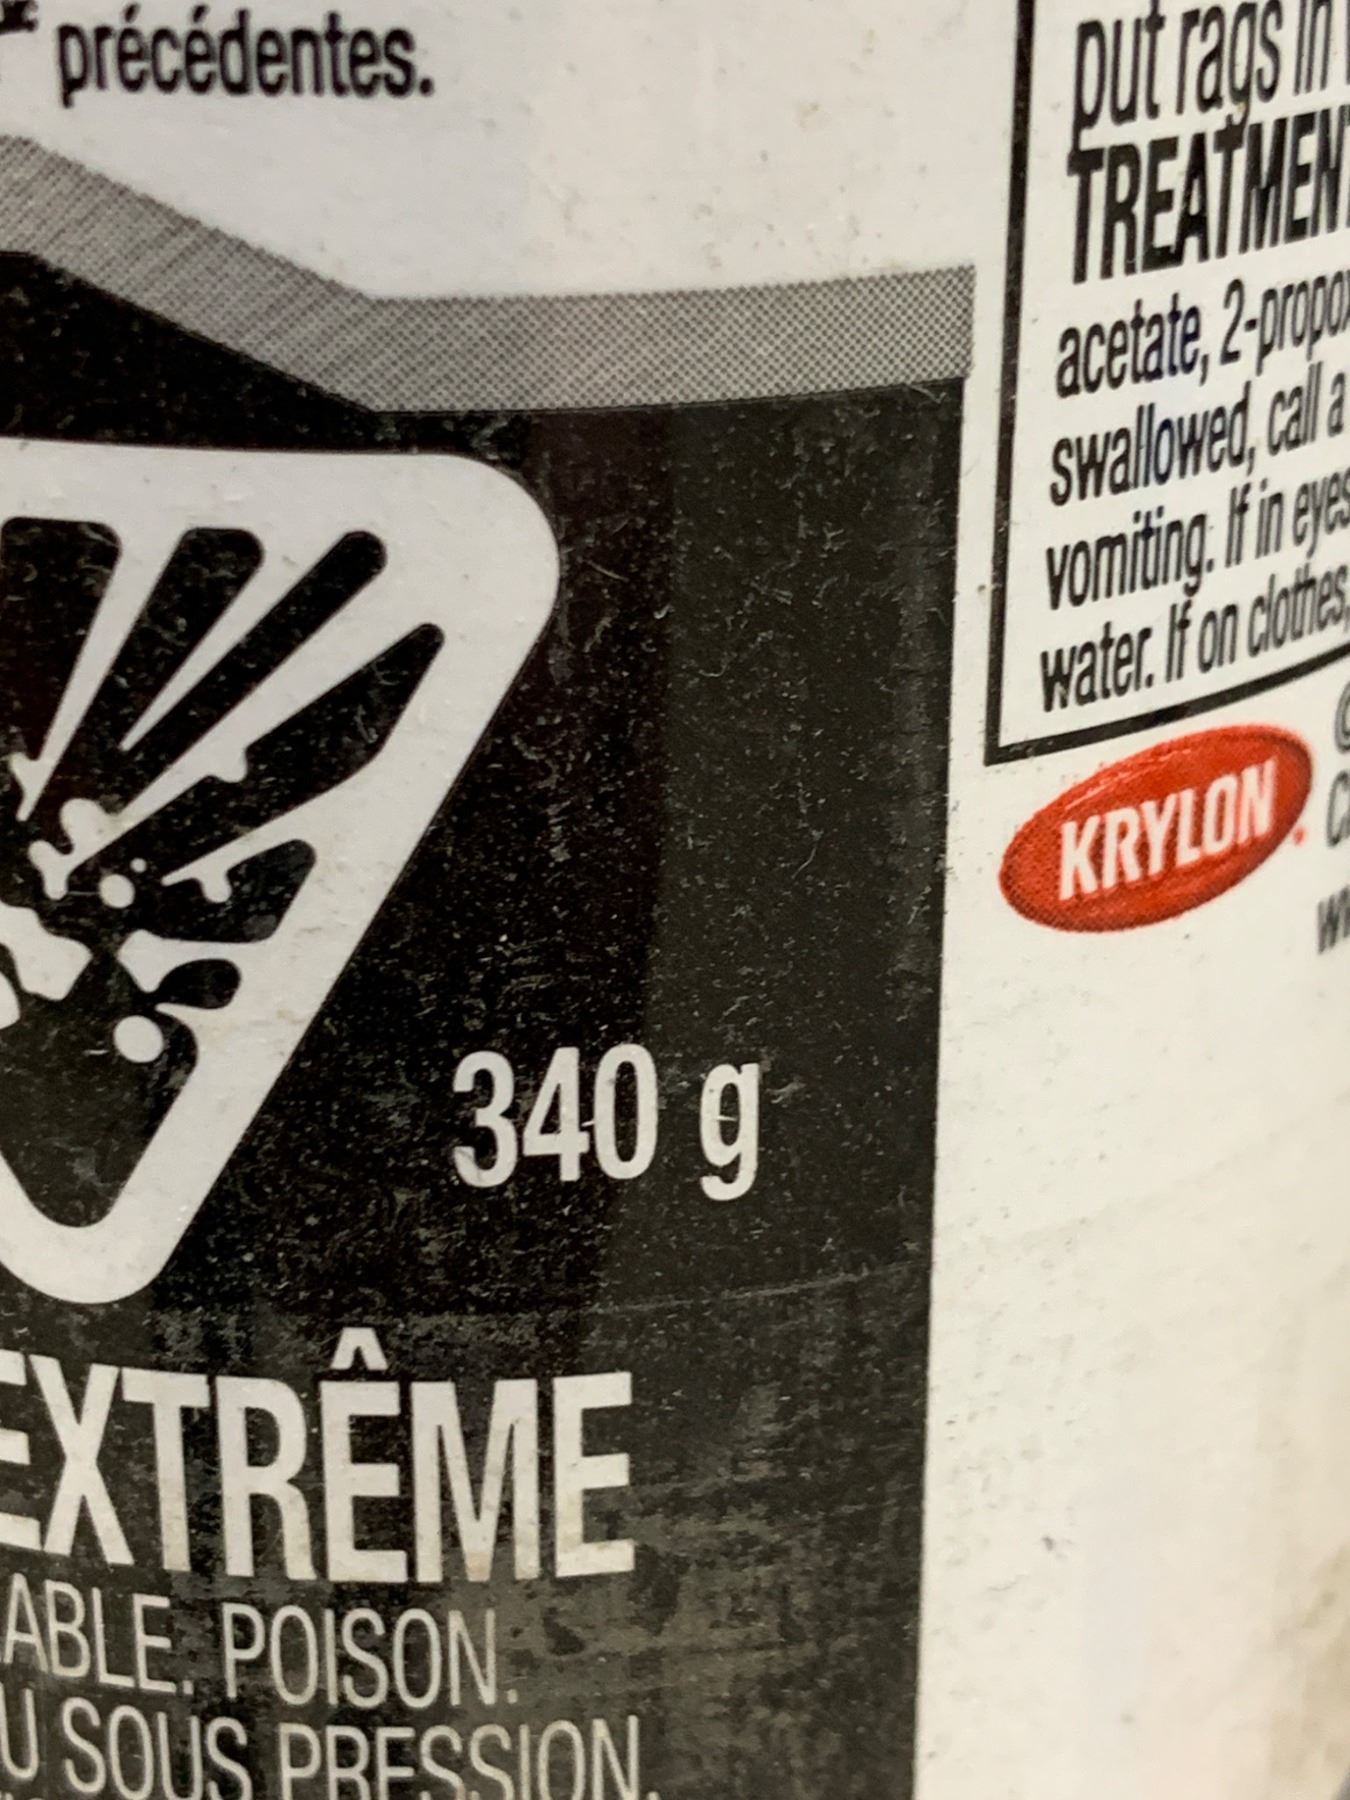 précédentes.
340 g
EXTRÊME
ABLE. POISON.
U SOUS PRESSION.
put rags in
TREATMEN
acetate, 2-propox
swallowed, call a
vomiting. If in eyes
water. If on clothes,
KRYLON